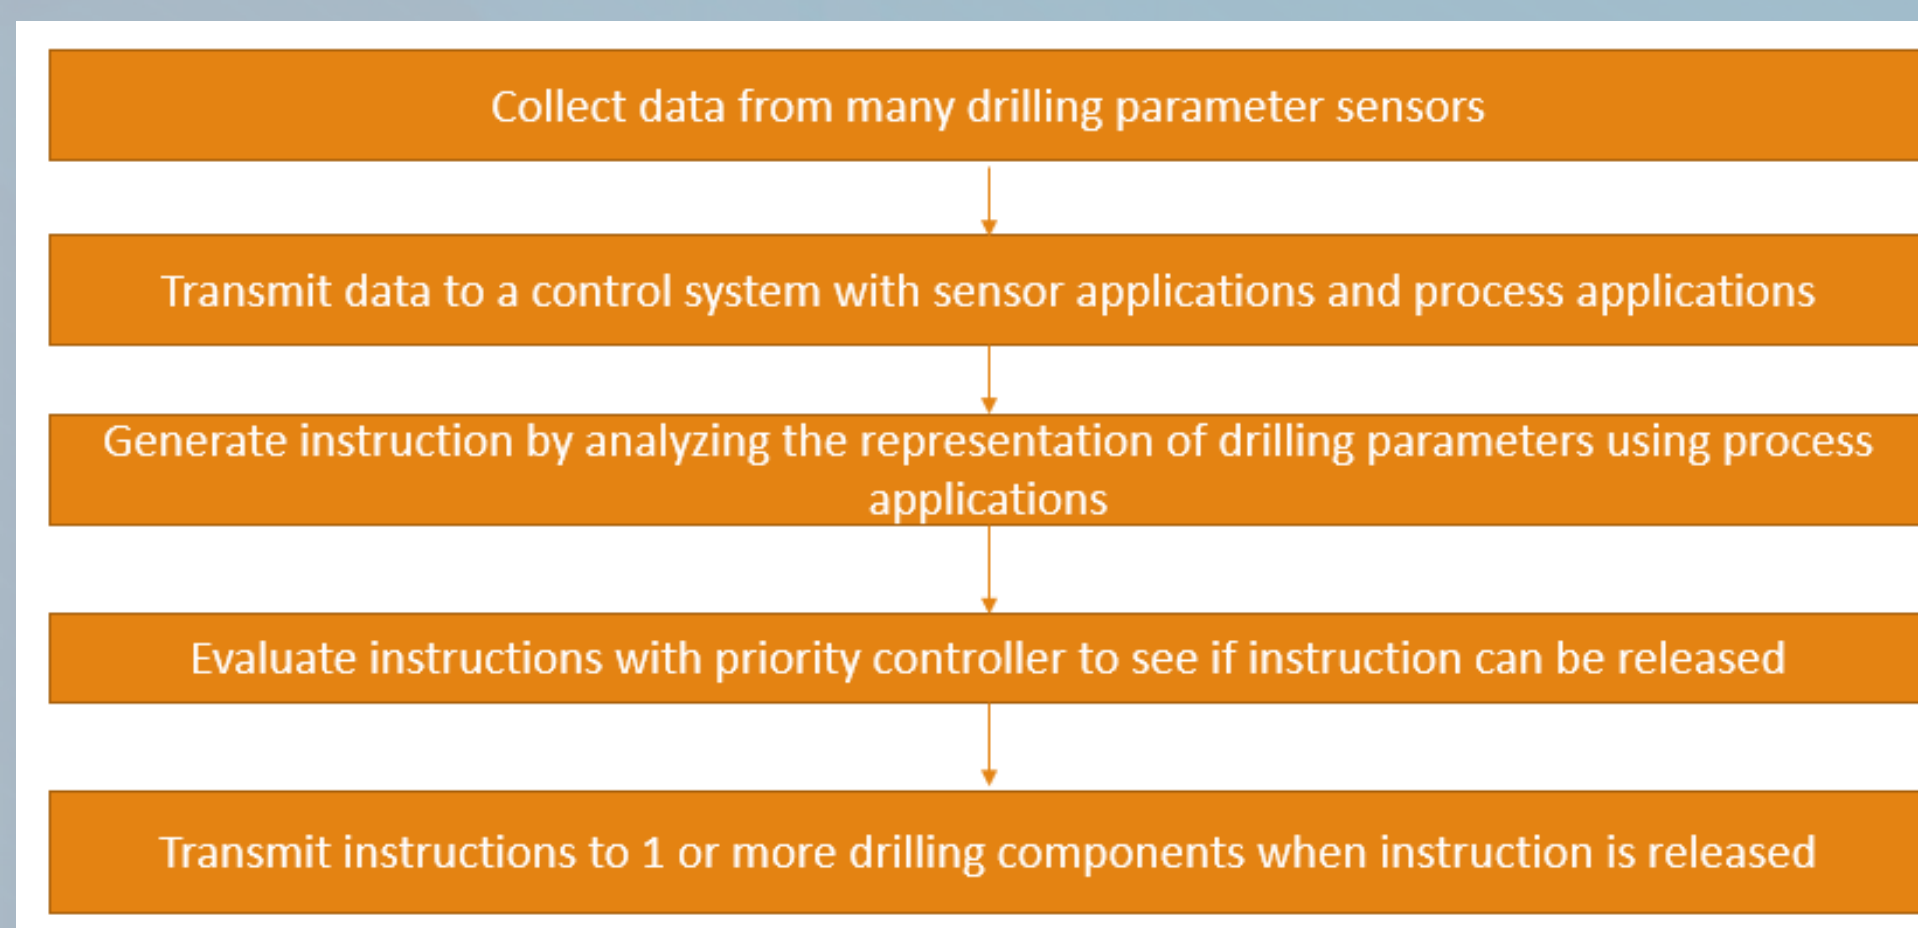 Collect data from many drilling parameter sensors
Transmit data to a control system with sensor applications and process applications
Generate instruction by analyzing the representation of drilling parameters using process
applications
Evaluate instructions with priority controller to see if instruction can be released
Transmit instructions to 1 or more drilling components when instruction is released